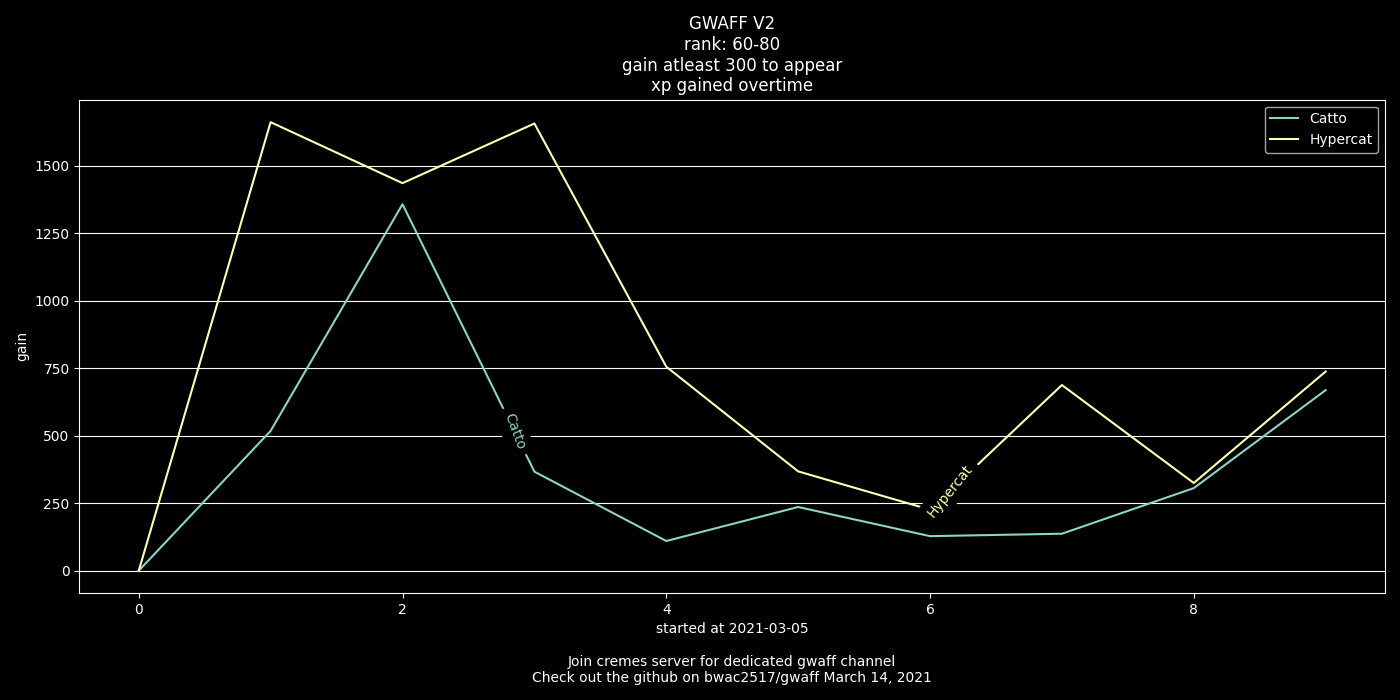 GWAFF V2
rank: 60-80
gain atleast 300 to appear
xp gained overtime
Catto
Hypercat
1500
1250
1000
750
500
250
0
gain
Catto
Hypercat
0 2 4 6 8
started at 2021-03-05
Join cremes server for dedicated gwaff channel
Check out the github on bwac2517/gwaff March 14, 2021